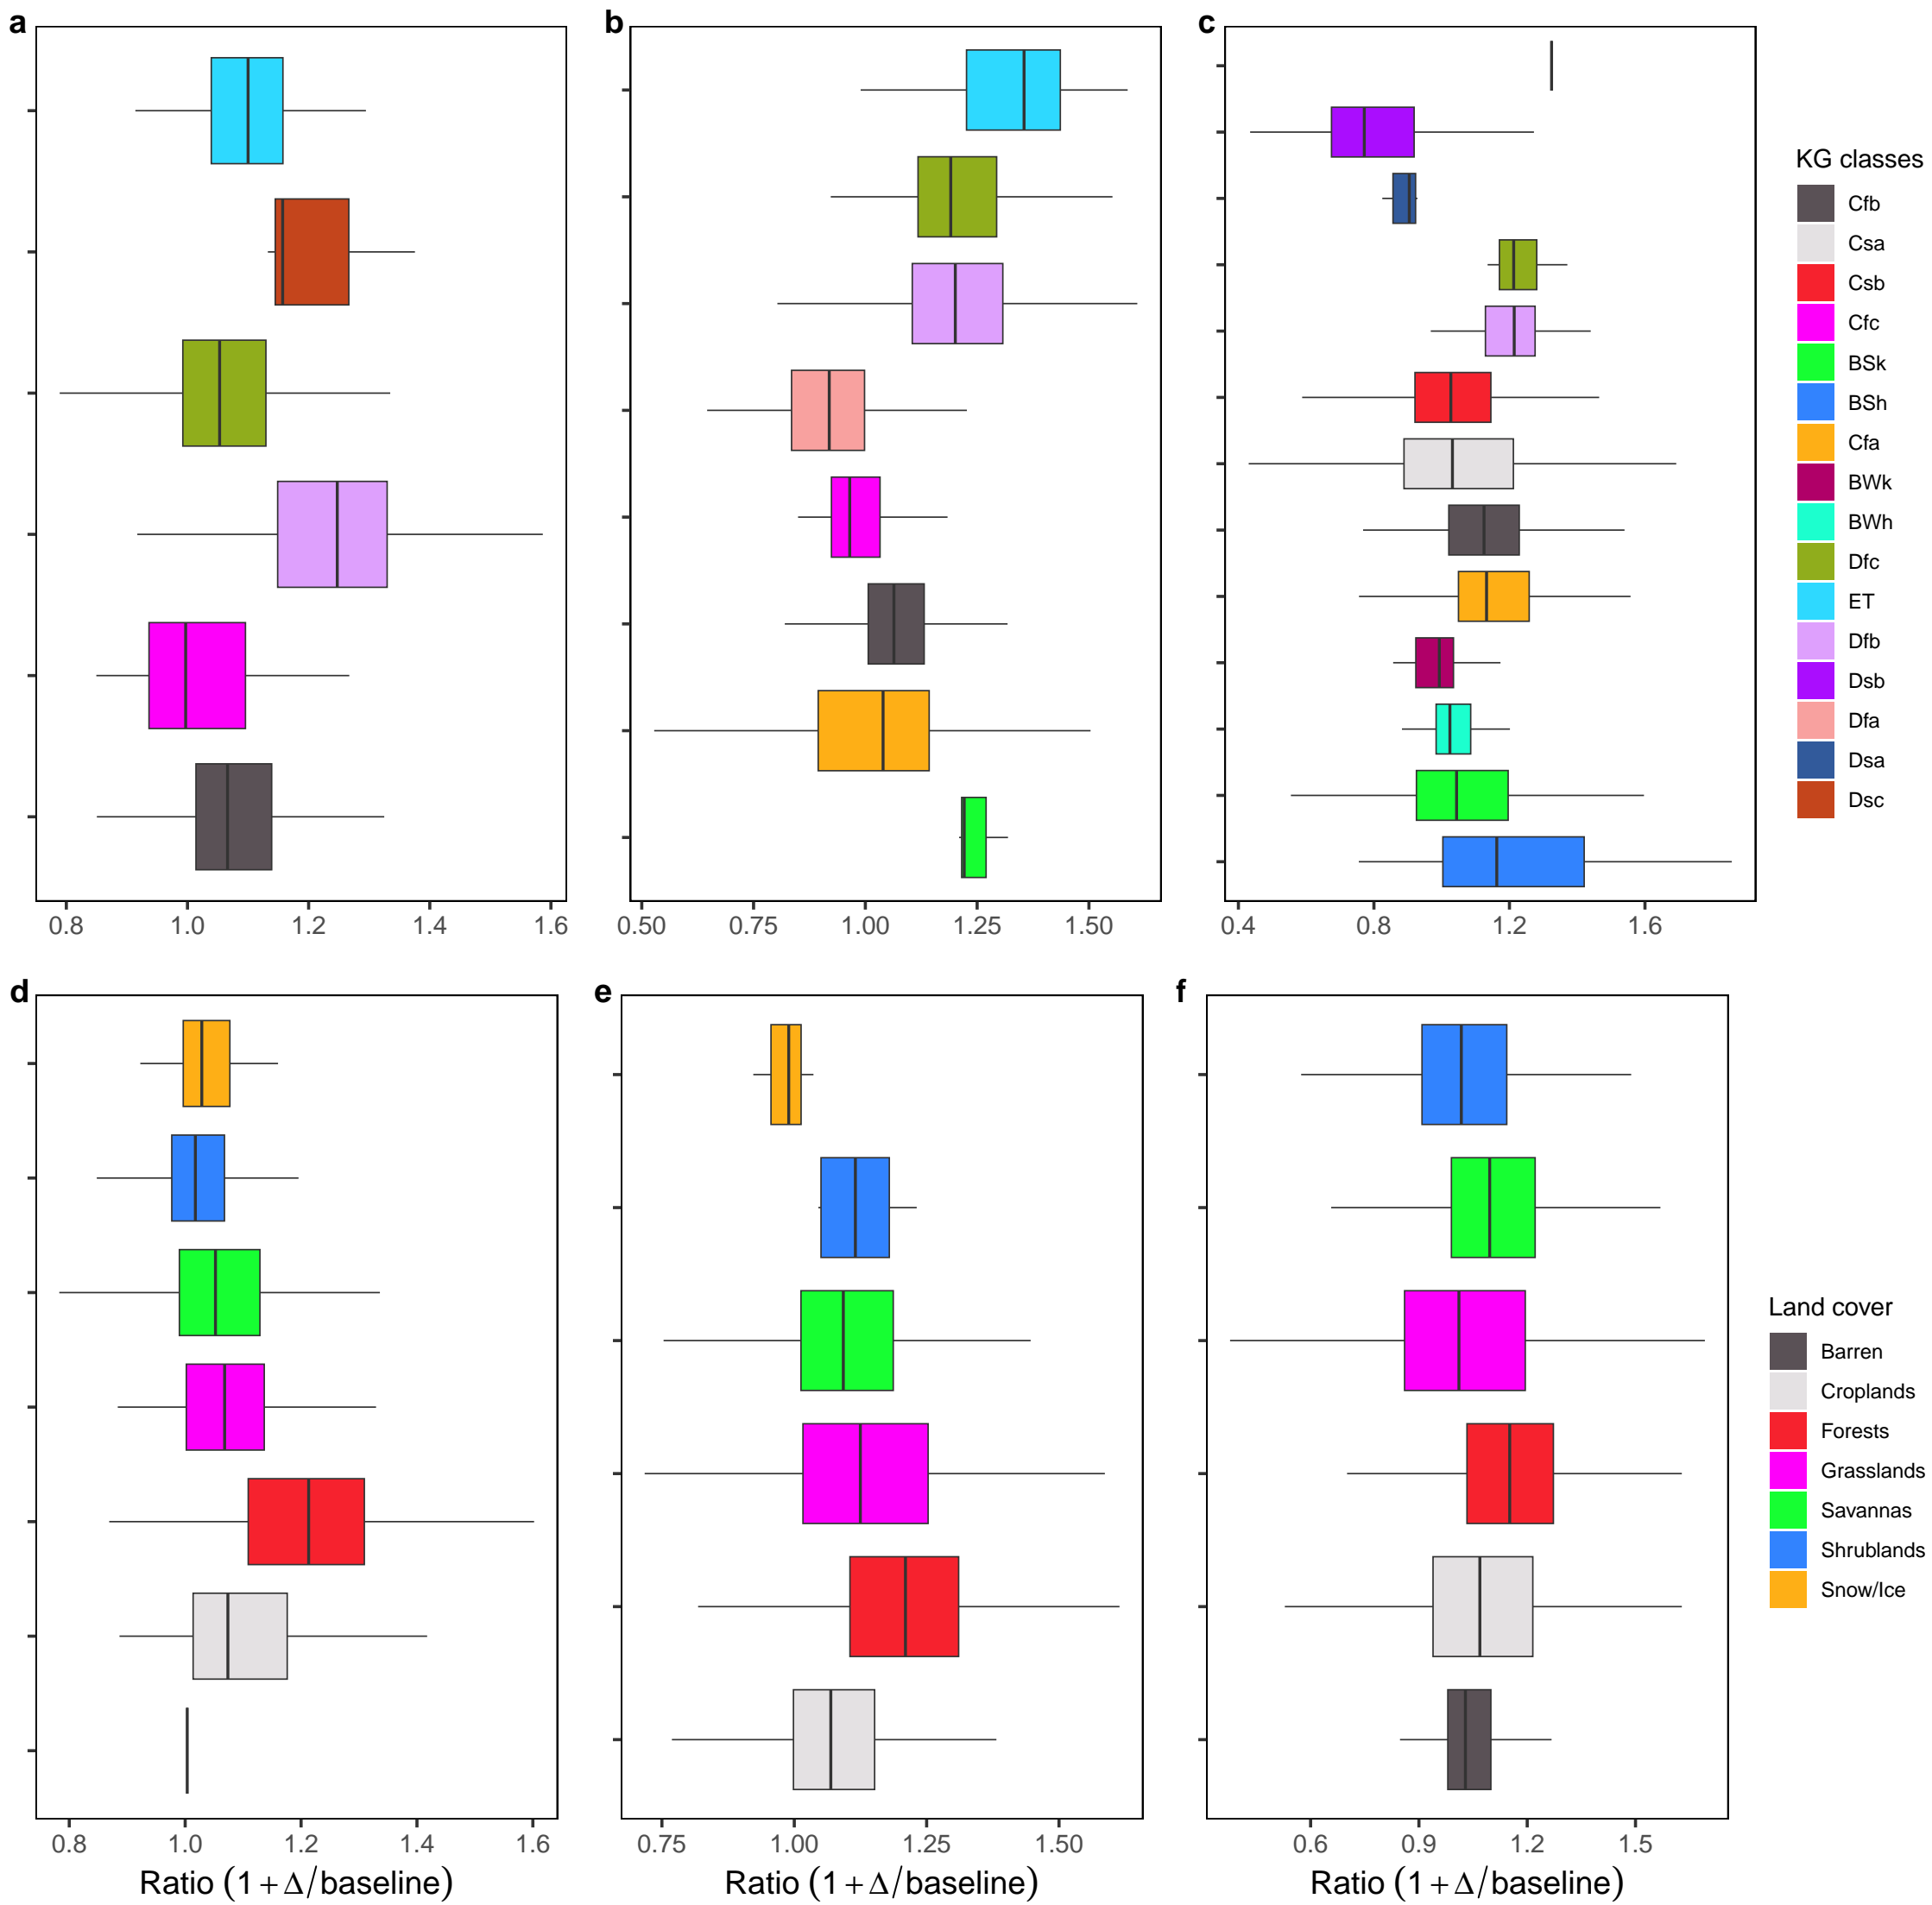 a
b
c
0.8 1.0 1.2 1.4 1.6
0.50 0.75 1.00 1.25 1.50
0.4 0.8 1.2 1.6
KG classes
Cfb
Csa
Csb
Cfc
BSk
BSh
Cfa
BWk
BWh
Dfc
ET
Dfb
Dsb
Dfa
Dsa
Dsc
d
e
f
0.8 1.0 1.2 1.4 1.6
0.75 1.00 1.25 1.50
0.6 0.9 1.2 1.5
Ratio (1 + Δ/baseline)
Ratio (1 + Δ/baseline)
Ratio (1 + Δ/baseline)
Land cover
Barren
Croplands
Forests
Grasslands
Savannas
Shrublands
Snow/Ice